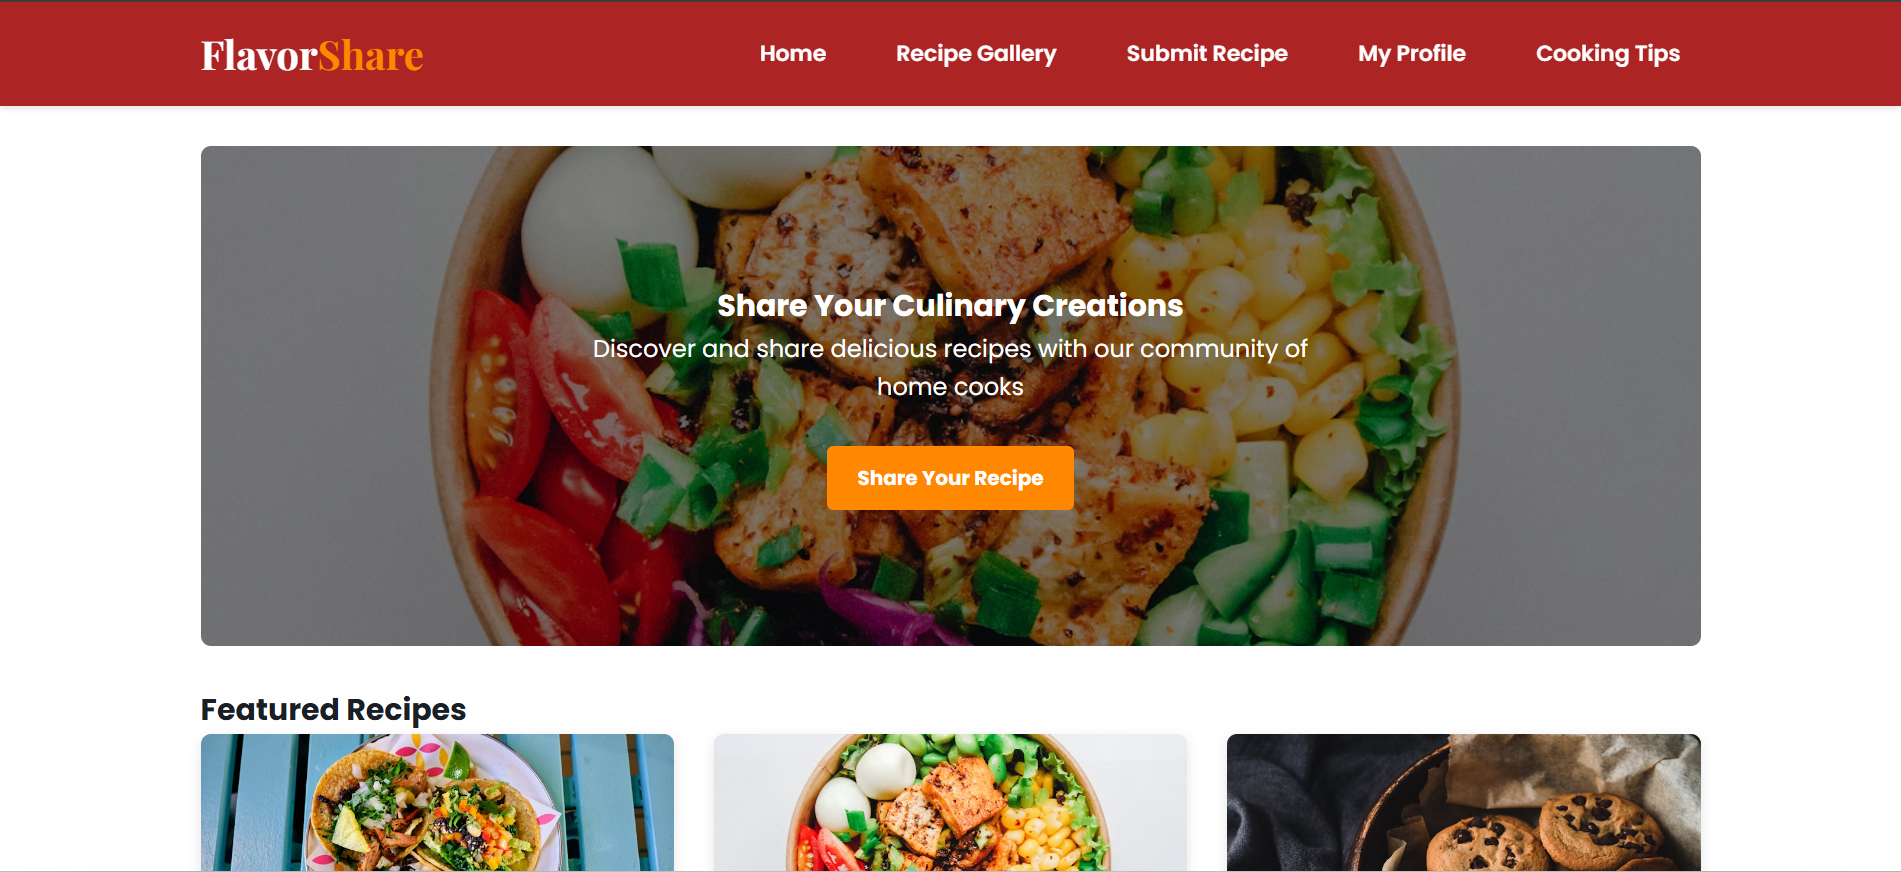 FlavorShare
Home
Recipe Gallery
Submit Recipe
My Profile
Cooking Tips
Share Your Culinary Creations
Discover and share delicious recipes with our community of
home cooks
Share Your Recipe
Featured Recipes